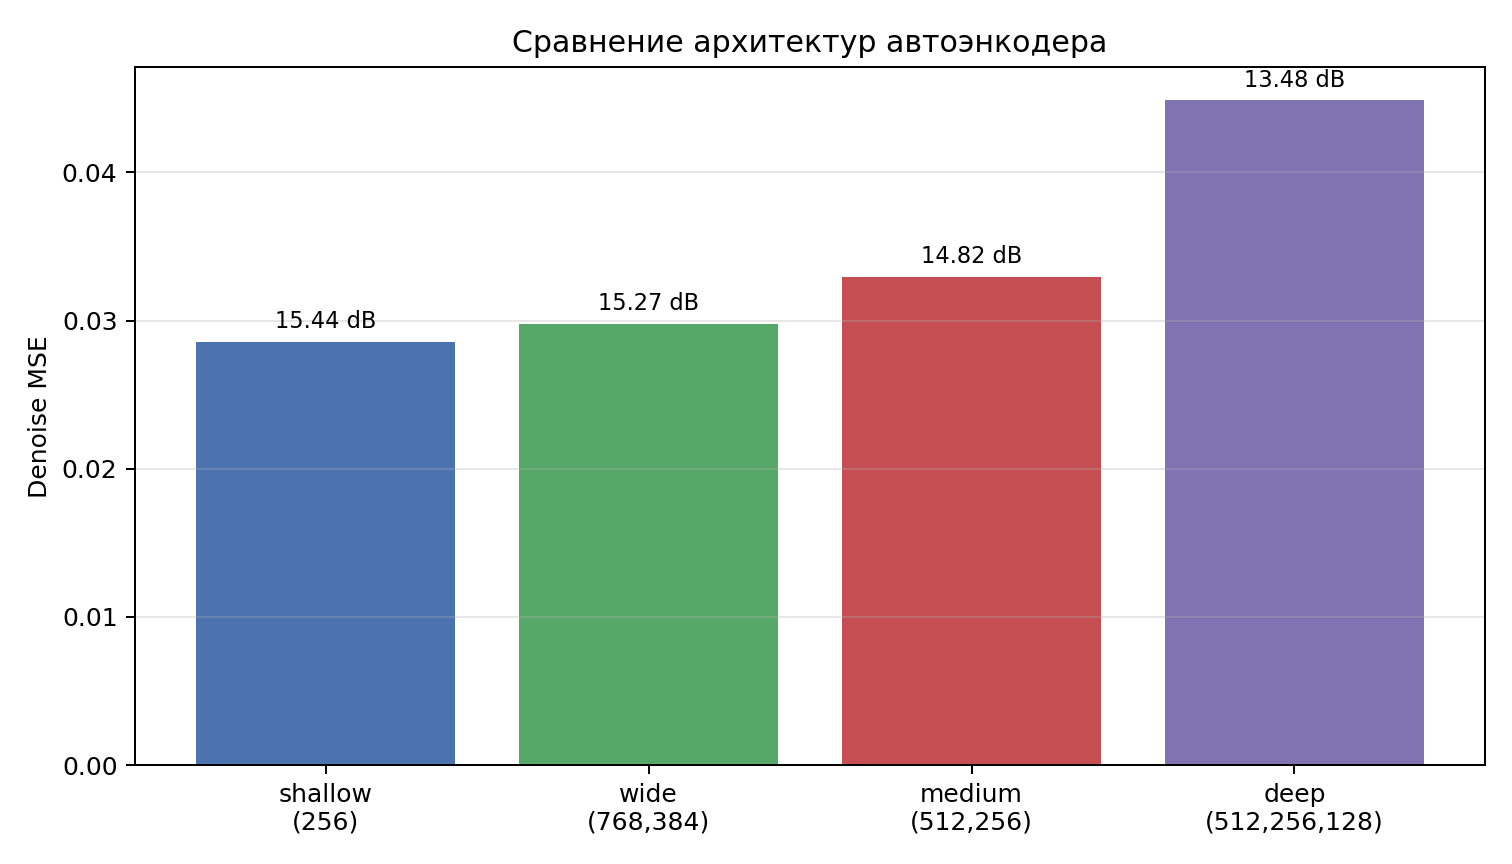 Сравнение архитектур автоэнкодера
13.48 dB
0.04
14.82 dB
15.27 dB
15.44 dB
0.03
Denoise MSE
0.02
0.01
0.00
shallow
(256)
wide
(768,384)
medium
(512,256)
deep
(512,256,128)